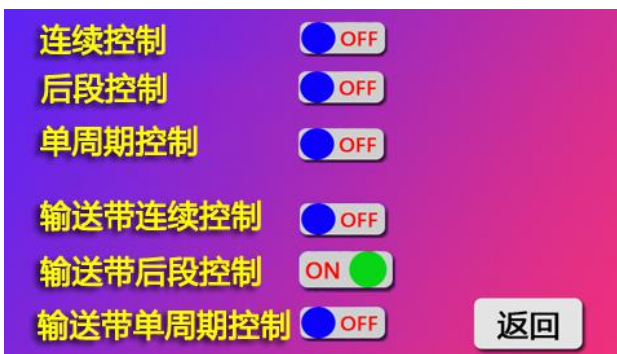 连续控制 OFF
后段控制 OFF
单周期控制 OFF
输送带连续控制 OFF
输送带后段控制 ON
输送带单周期控制 OFF
返回